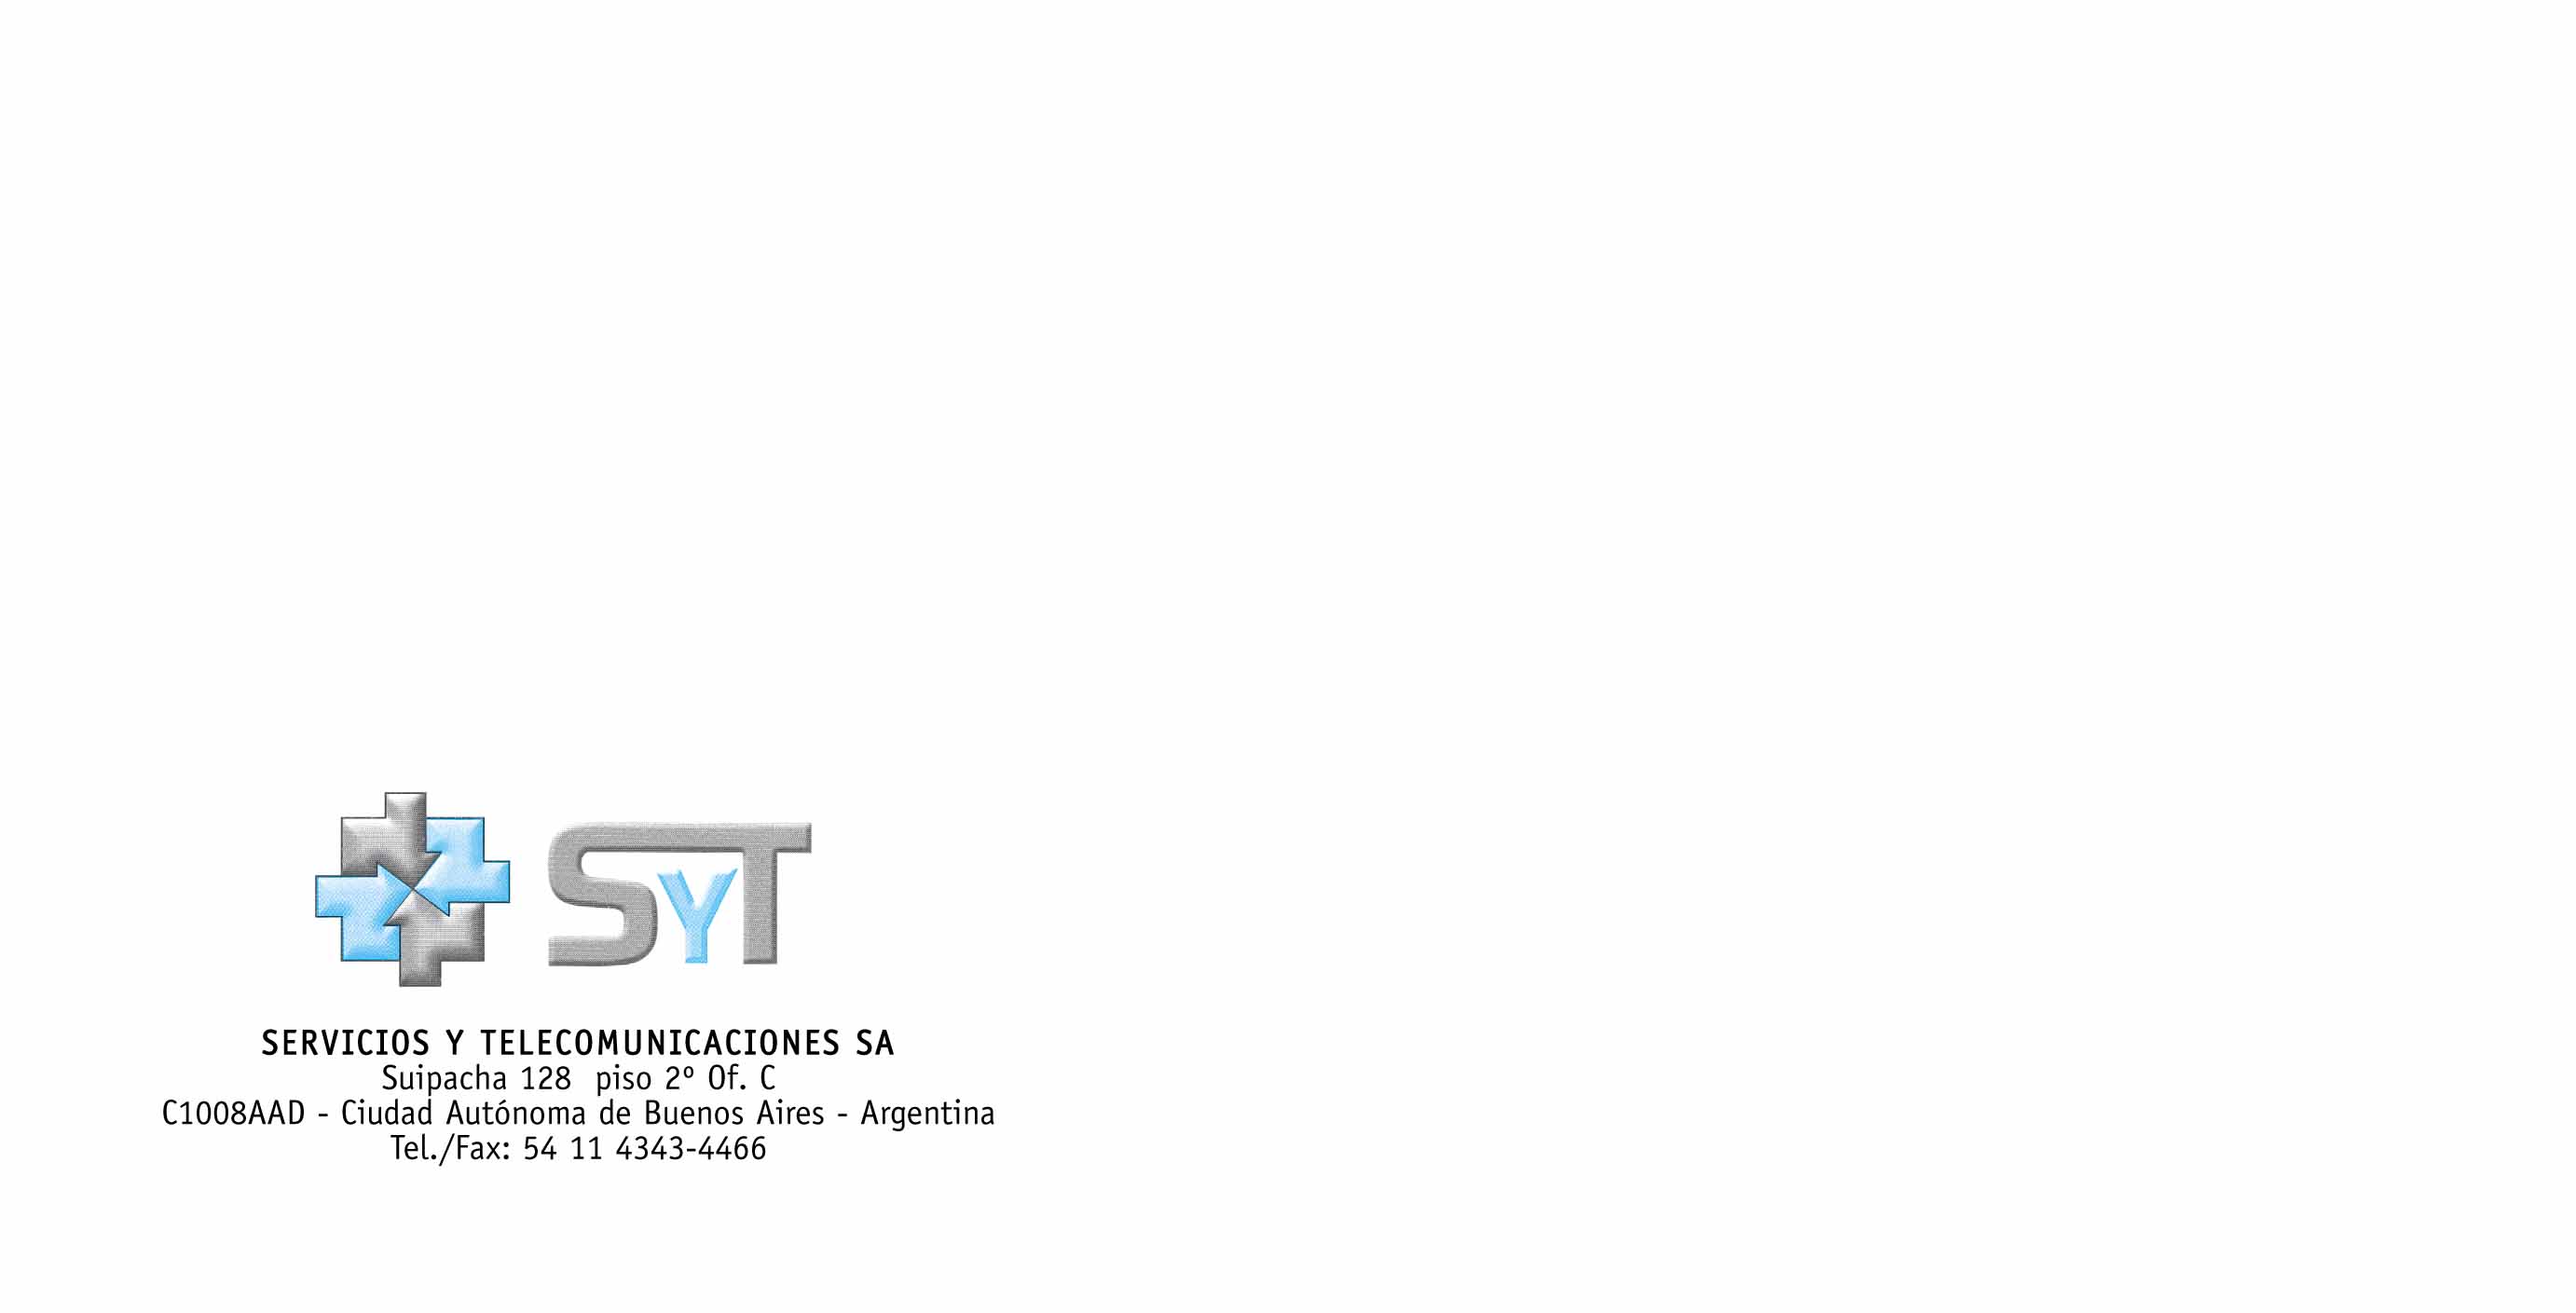 SyT
SERVICIOS Y TELECOMUNICACIONES SA
Suipacha 128  piso 2º Of. C
C1008AAD - Ciudad Autónoma de Buenos Aires - Argentina
Tel./Fax: 54 11 4343-4466